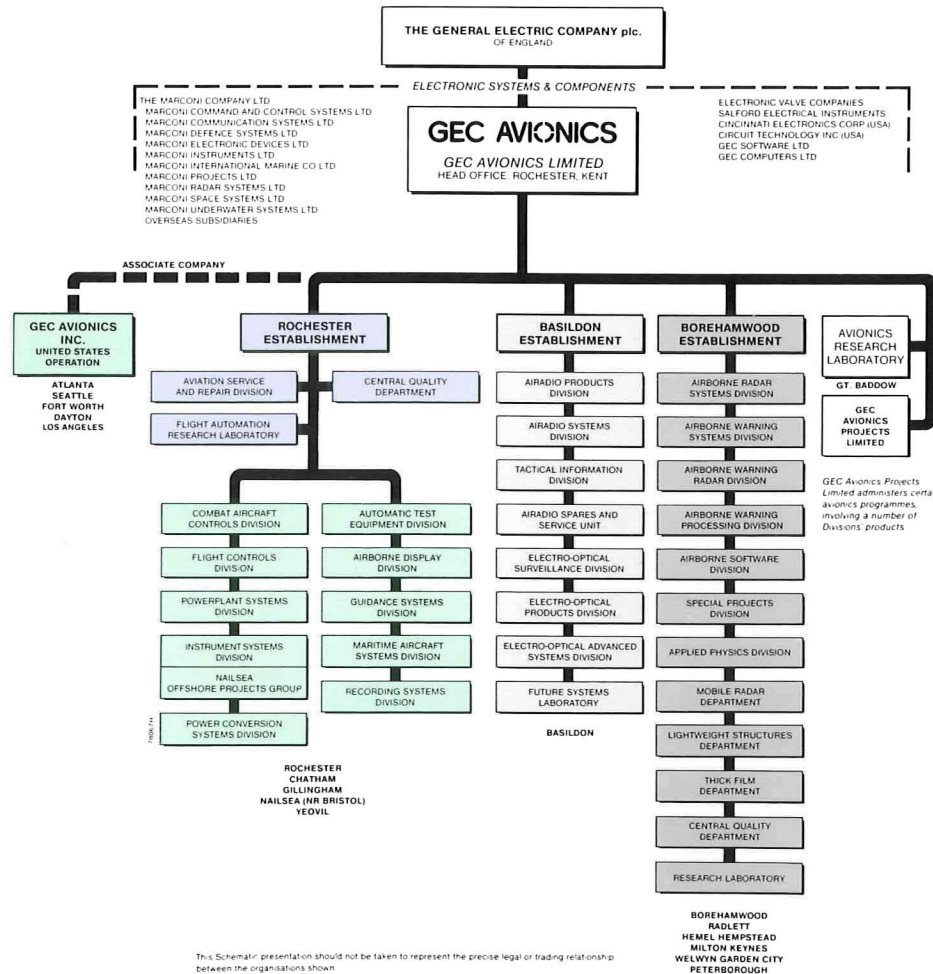 THE GENERAL ELECTRIC COMPANY plc.
OF ENGLAND
ELECTRONIC SYSTEMS & COMPONENTS
THE MARCONI COMPANY LTD
MARCONI COMMAND AND CONTROL SYSTEMS LTD
MARCONI COMMUNICATION SYSTEMS LTD
MARCONI DEFENCE SYSTEMS LTD
MARCONI ELECTRONIC DEVICES LTD
MARCONI INSTRUMENTS LTD
MARCONI INTERNATIONAL MARINE CO LTD
MARCONI PROJECTS LTD
MARCONI RADAR SYSTEMS LTD
MARCONI SPACE SYSTEMS LTD
MARCONI UNDERWATER SYSTEMS LTD
OVERSEAS SUBSIDIARIES
GEC AVIONICS
GEC AVIONICS LIMITED
HEAD OFFICE ROCHESTER, KENT
ELECTRONIC VALVE COMPANIES
SALFORD ELECTRICAL INSTRUMENTS
CINCINNATI ELECTRONICS CORP (USA)
CIRCUIT TECHNOLOGY INC (USA)
GEC SOFTWARE LTD
GEC COMPUTERS LTD
ASSOCIATE COMPANY
GEC AVIONICS
INC.
UNITED STATES
OPERATION
ATLANTA
SEATTLE
FORT WORTH
DAYTON
LOS ANGELES
ROCHESTER
ESTABLISHMENT
AVIATION SERVICE
AND REPAIR DIVISION
CENTRAL QUALITY
DEPARTMENT
FLIGHT AUTOMATION
RESEARCH LABORATORY
COMBAT AIRCRAFT
CONTROLS DIVISION
FLIGHT CONTROLS
DIVISION
POWERPLANT SYSTEMS
DIVISION
INSTRUMENT SYSTEMS
DIVISION
NAILSEA
OFFSHORE PROJECTS GROUP
POWER CONVERSION
SYSTEMS DIVISION
AUTOMATIC TEST
EQUIPMENT DIVISION
AIRBORNE DISPLAY
DIVISION
GUIDANCE SYSTEMS
DIVISION
MARITIME AIRCRAFT
SYSTEMS DIVISION
RECORDING SYSTEMS
DIVISION
ROCHESTER
CHATHAM
GILLINGHAM
NAILSEA (NR BRISTOL)
YEOVIL
BASILDON
ESTABLISHMENT
AIRADIO PRODUCTS
DIVISION
AIRADIO SYSTEMS
DIVISION
TACTICAL INFORMATION
DIVISION
AIRADIO SPARES AND
SERVICE UNIT
ELECTRO-OPTICAL
SURVEILLANCE DIVISION
ELECTRO-OPTICAL
PRODUCTS DIVISION
ELECTRO-OPTICAL ADVANCED
SYSTEMS DIVISION
FUTURE SYSTEMS
LABORATORY
BASILDON
BOREHAMWOOD
ESTABLISHMENT
AIRBORNE RADAR
SYSTEMS DIVISION
AIRBORNE WARNING
SYSTEMS DIVISION
AIRBORNE WARNING
RADAR DIVISION
AIRBORNE WARNING
PROCESSING DIVISION
AIRBORNE SOFTWARE
DIVISION
SPECIAL PROJECTS
DIVISION
APPLIED PHYSICS DIVISION
MOBILE RADAR
DEPARTMENT
LIGHTWEIGHT STRUCTURES
DEPARTMENT
THICK FILM
DEPARTMENT
CENTRAL QUALITY
DEPARTMENT
RESEARCH LABORATORY
BOREHAMWOOD
RADLETT
HEMEL HEMPSTEAD
MILTON KEYNES
WELWYN GARDEN CITY
PETERBOROUGH
AVIONICS
RESEARCH
LABORATORY
GT. BADDOW
GEC
AVIONICS
PROJECTS
LIMITED
GEC Avionics Projects
Limited administers certa
avionics programmes,
involving a number of
Divisions' products
This Schematic presentation should not be taken to represent the precise legal or trading relationship
between the organisations shown